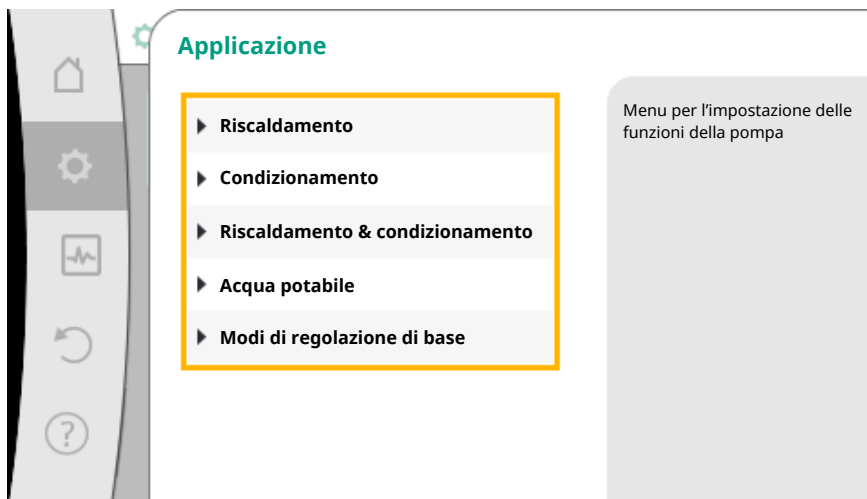 Applicazione
Riscaldamento
Condizionamento
Riscaldamento & condizionamento
Acqua potabile
Modi di regolazione di base
Menu per l'impostazione delle
funzioni della pompa
?